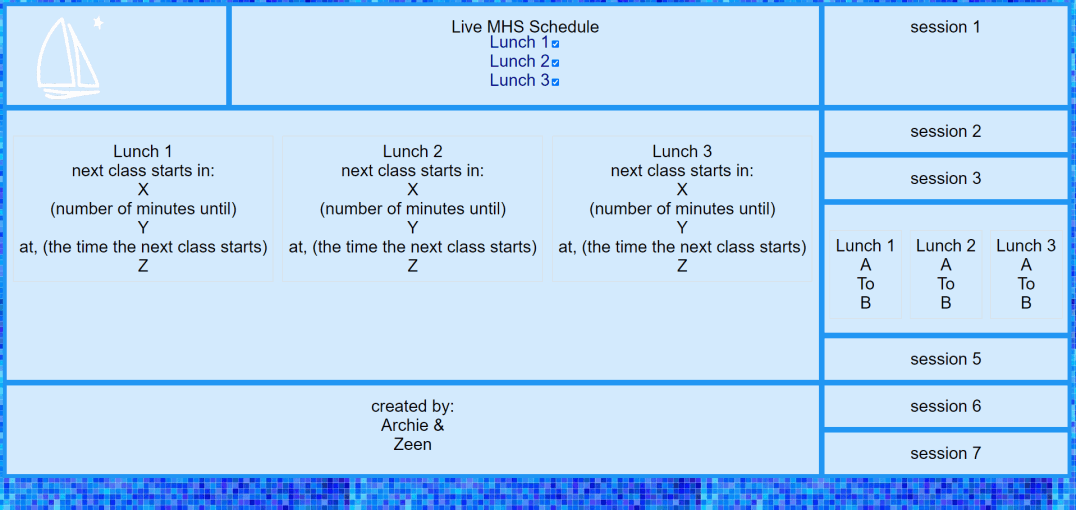 Live MHS Schedule
Lunch 1
Lunch 2
Lunch 3
session 1
session 2
session 3
Lunch 1
next class starts in:
X
(number of minutes until)
Y
at, (the time the next class starts)
Z
Lunch 2
next class starts in:
X
(number of minutes until)
Y
at, (the time the next class starts)
Z
Lunch 3
next class starts in:
X
(number of minutes until)
Y
at, (the time the next class starts)
Z
Lunch 1
A
To
B
Lunch 2
A
To
B
Lunch 3
A
To
B
session 5
session 6
session 7
created by:
Archie &
Zeen